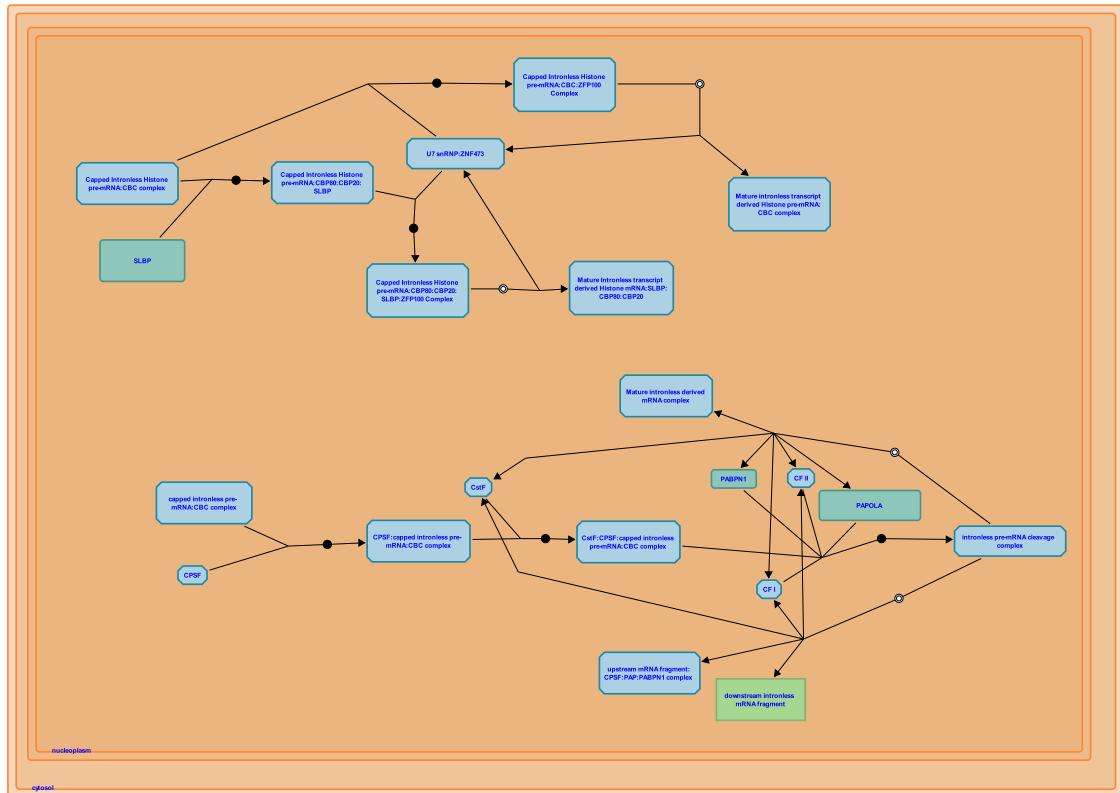 Capped Intronless Histone
pre-mRNA:CBC:ZFP100
Complex
U7 snRNP:ZNF473
Capped Intronless Histone
pre-mRNA:CBC complex
Capped Intronless Histone
pre-mRNA:CBP80:CBP20:
SLBP
Mature intronless transcript
derived Histone pre-mRNA:
CBC complex
SLBP
Capped Intronless Histone
pre-mRNA:CBP80:CBP20:
SLBP:ZFP100 Complex
Mature Intronless transcript
derived Histone mRNA:SLBP:
CBP80:CBP20
Mature intronless derived
mRNA complex
PABPN1
CF II
CstF
PAPOLA
capped intronless pre-
mRNA:CBC complex
CPSF:capped intronless pre-
mRNA:CBC complex
CstF:CPSF:capped intronless
pre-mRNA:CBC complex
intronless pre-mRNA cleavage
complex
CPSF
CF I
upstream mRNA fragment:
CPSF:PAP:PABPN1 complex
downstream intronless
mRNA fragment
nucleoplasm
cytosol